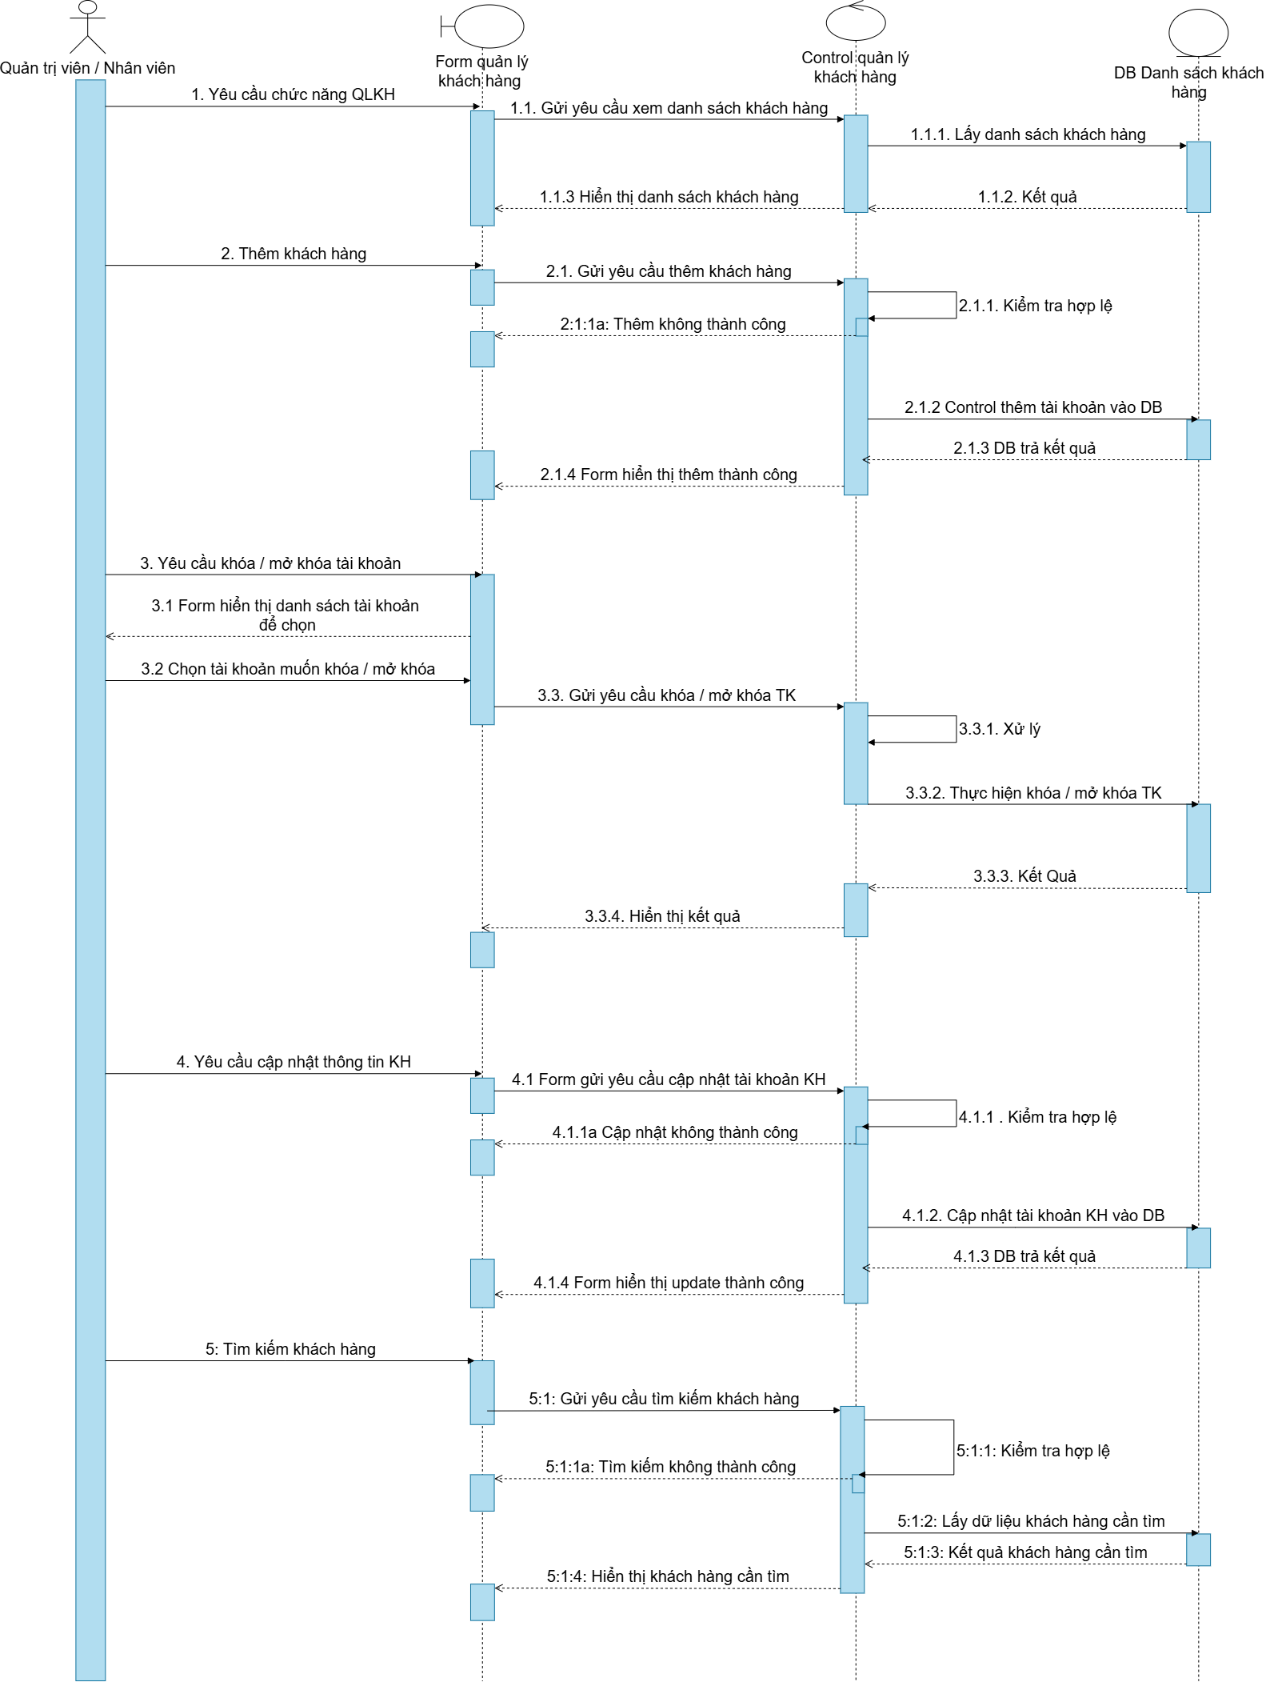 Quản trị viên / Nhân viên
Form quản lý
khách hàng
Control quản lý
khách hàng
DB Danh sách khách
hàng
1. Yêu cầu chức năng QLKH
1.1. Gửi yêu cầu xem danh sách khách hàng
1.1.1. Lấy danh sách khách hàng
1.1.3 Hiển thị danh sách khách hàng
1.1.2. Kết quả
2. Thêm khách hàng
2.1. Gửi yêu cầu thêm khách hàng
2.1.1. Kiểm tra hợp lệ
2:1:1a: Thêm không thành công
2.1.2 Control thêm tài khoản vào DB
2.1.3 DB trả kết quả
2.1.4 Form hiển thị thêm thành công
3. Yêu cầu khóa / mở khóa tài khoản
3.1 Form hiển thị danh sách tài khoản
để chọn
3.2 Chọn tài khoản muốn khóa / mở khóa
3.3. Gửi yêu cầu khóa / mở khóa TK
3.3.1. Xử lý
3.3.2. Thực hiện khóa / mở khóa TK
3.3.3. Kết Quả
3.3.4. Hiển thị kết quả
4. Yêu cầu cập nhật thông tin KH
4.1 Form gửi yêu cầu cập nhật tài khoản KH
4.1.1 . Kiểm tra hợp lệ
4.1.1a Cập nhật không thành công
4.1.2. Cập nhật tài khoản KH vào DB
4.1.3 DB trả kết quả
4.1.4 Form hiển thị update thành công
5: Tìm kiếm khách hàng
5:1: Gửi yêu cầu tìm kiếm khách hàng
5:1:1: Kiểm tra hợp lệ
5:1:1a: Tìm kiếm không thành công
5:1:2: Lấy dữ liệu khách hàng cần tìm
5:1:3: Kết quả khách hàng cần tìm
5:1:4: Hiển thị khách hàng cần tìm